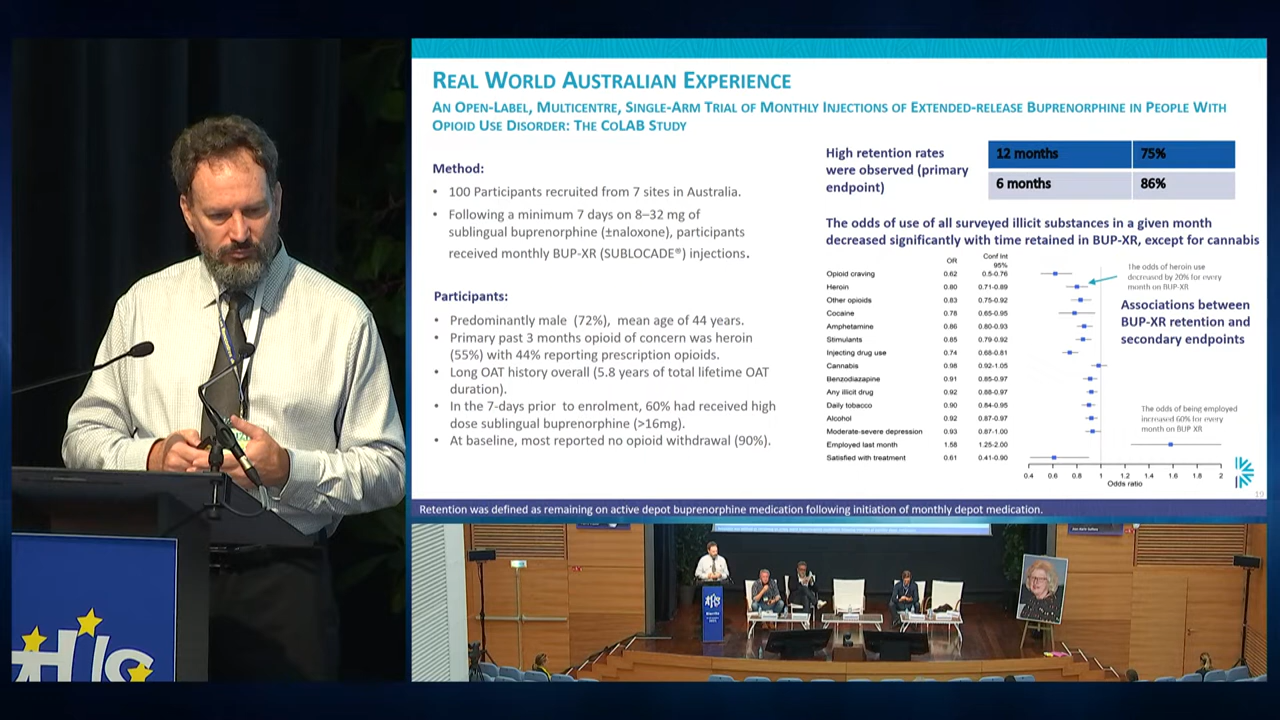 REAL WORLD AUSTRALIAN EXPERIENCE
AN OPEN-LABEL, MULTICENTRE, SINGLE-ARM TRIAL OF MONTHLY INJECTIONS OF EXTENDED-RELEASE BUPRENORPHINE IN PEOPLE WITH
OPIOID USE DISORDER: THE COLAB STUDY
Method:
• 100 Participants recruited from 7 sites in Australia.
• Following a minimum 7 days on 8–32 mg of
sublingual buprenorphine (±naloxone), participants
received monthly BUP-XR (SUBLOCADE®) injections.
Participants:
• Predominantly male (72%), mean age of 44 years.
• Primary past 3 months opioid of concern was heroin
(55%) with 44% reporting prescription opioids.
• Long OAT history overall (5.8 years of total lifetime OAT
duration).
• In the 7-days prior to enrolment, 60% had received high
dose sublingual buprenorphine (>16mg).
• At baseline, most reported no opioid withdrawal (90%).
High retention rates
were observed (primary
endpoint)
12 months 75%
6 months 86%
The odds of use of all surveyed illicit substances in a given month
decreased significantly with time retained in BUP-XR, except for cannabis
OR Conf Int
95%
Opioid craving 0.62 0.5-0.76
Heroin 0.80 0.71-0.89
Other opioids 0.83 0.75-0.92
Cocaine 0.78 0.65-0.95
Amphetamine 0.86 0.80-0.93
Stimulants 0.85 0.79-0.92
Injecting drug use 0.74 0.68-0.81
Cannabis 0.98 0.92-1.05
Benzodiazapine 0.91 0.85-0.97
Any illicit drug 0.92 0.88-0.97
Daily tobacco 0.90 0.84-0.95
Alcohol 0.92 0.87-0.97
Moderate-severe depression 0.93 0.87-1.00
Employed last month 1.58 1.25-2.00
Satisfied with treatment 0.61 0.41-0.90
0.4 0.6 0.8 1 1.2 1.4 1.6 1.8 2
Odds ratio
The odds of heroin use
decreased by 20% for every
month on BUP-XR
Associations between
BUP-XR retention and
secondary endpoints
The odds of being employed
increased 60% for every
month on BUP XR
19
Retention was defined as remaining on active depot buprenorphine medication following initiation of monthly depot medication.